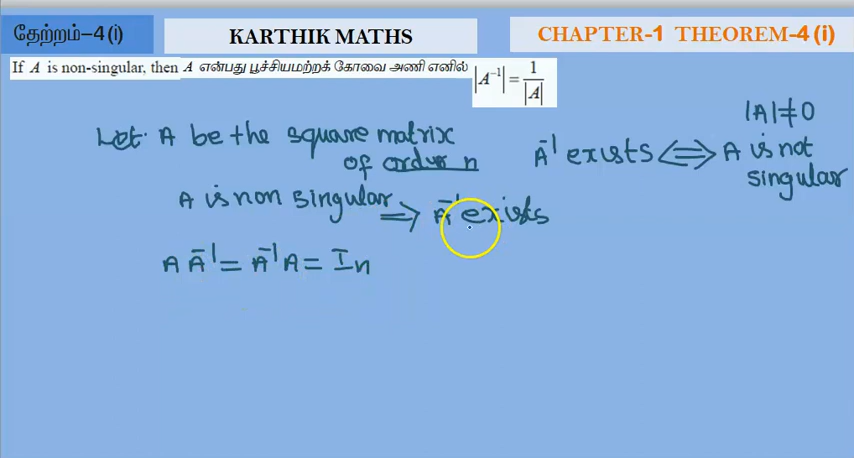 தேற்றம்–4 (i)
KARTHIK MATHS
CHAPTER-1 THEOREM-4 (i)
If A is non-singular, then A என்பது பூச்சியமற்றக் கோவை அணி எனில் |A⁻¹| = 1/|A|
|A| ≠ 0
Let A be the square matrix
of order n
A⁻¹ exists ⟺ A is not
singular
A is non singular ⟹ A⁻¹ exists
A A⁻¹ = A⁻¹ A = In